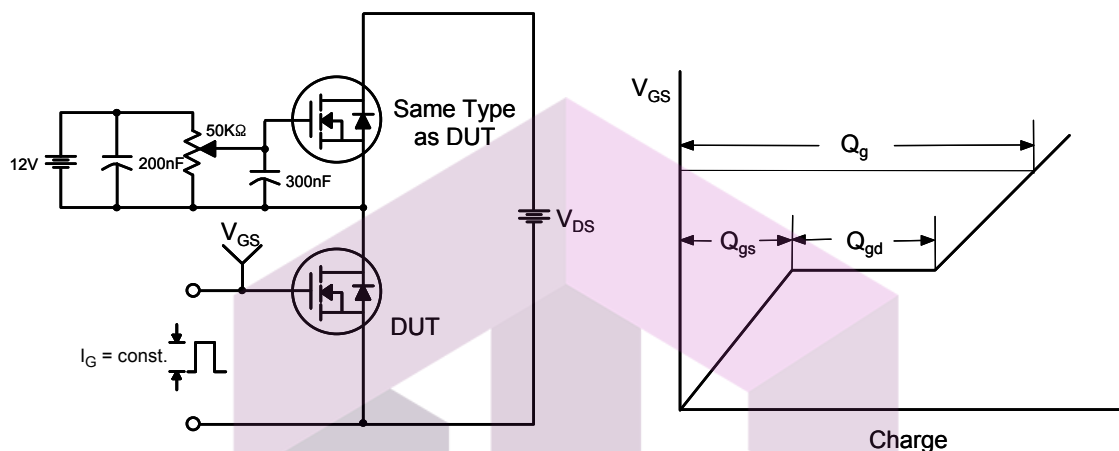 12V
200nF
50KΩ
300nF
Same Type
as DUT
V_DS
V_GS
DUT
I_G = const.
V_GS
Q_g
Q_gs
Q_gd
Charge